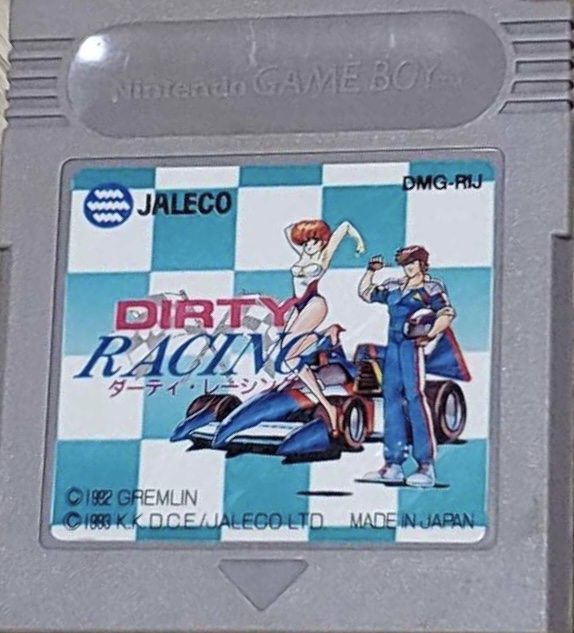 Nintendo GAME BOY™
JALECO
DMG-RIJ
DIRTY
RACING
ダーティ・レーシング
©1992 GREMLIN
©1993 K.K.D.C.E/JALECO LTD. MADE IN JAPAN